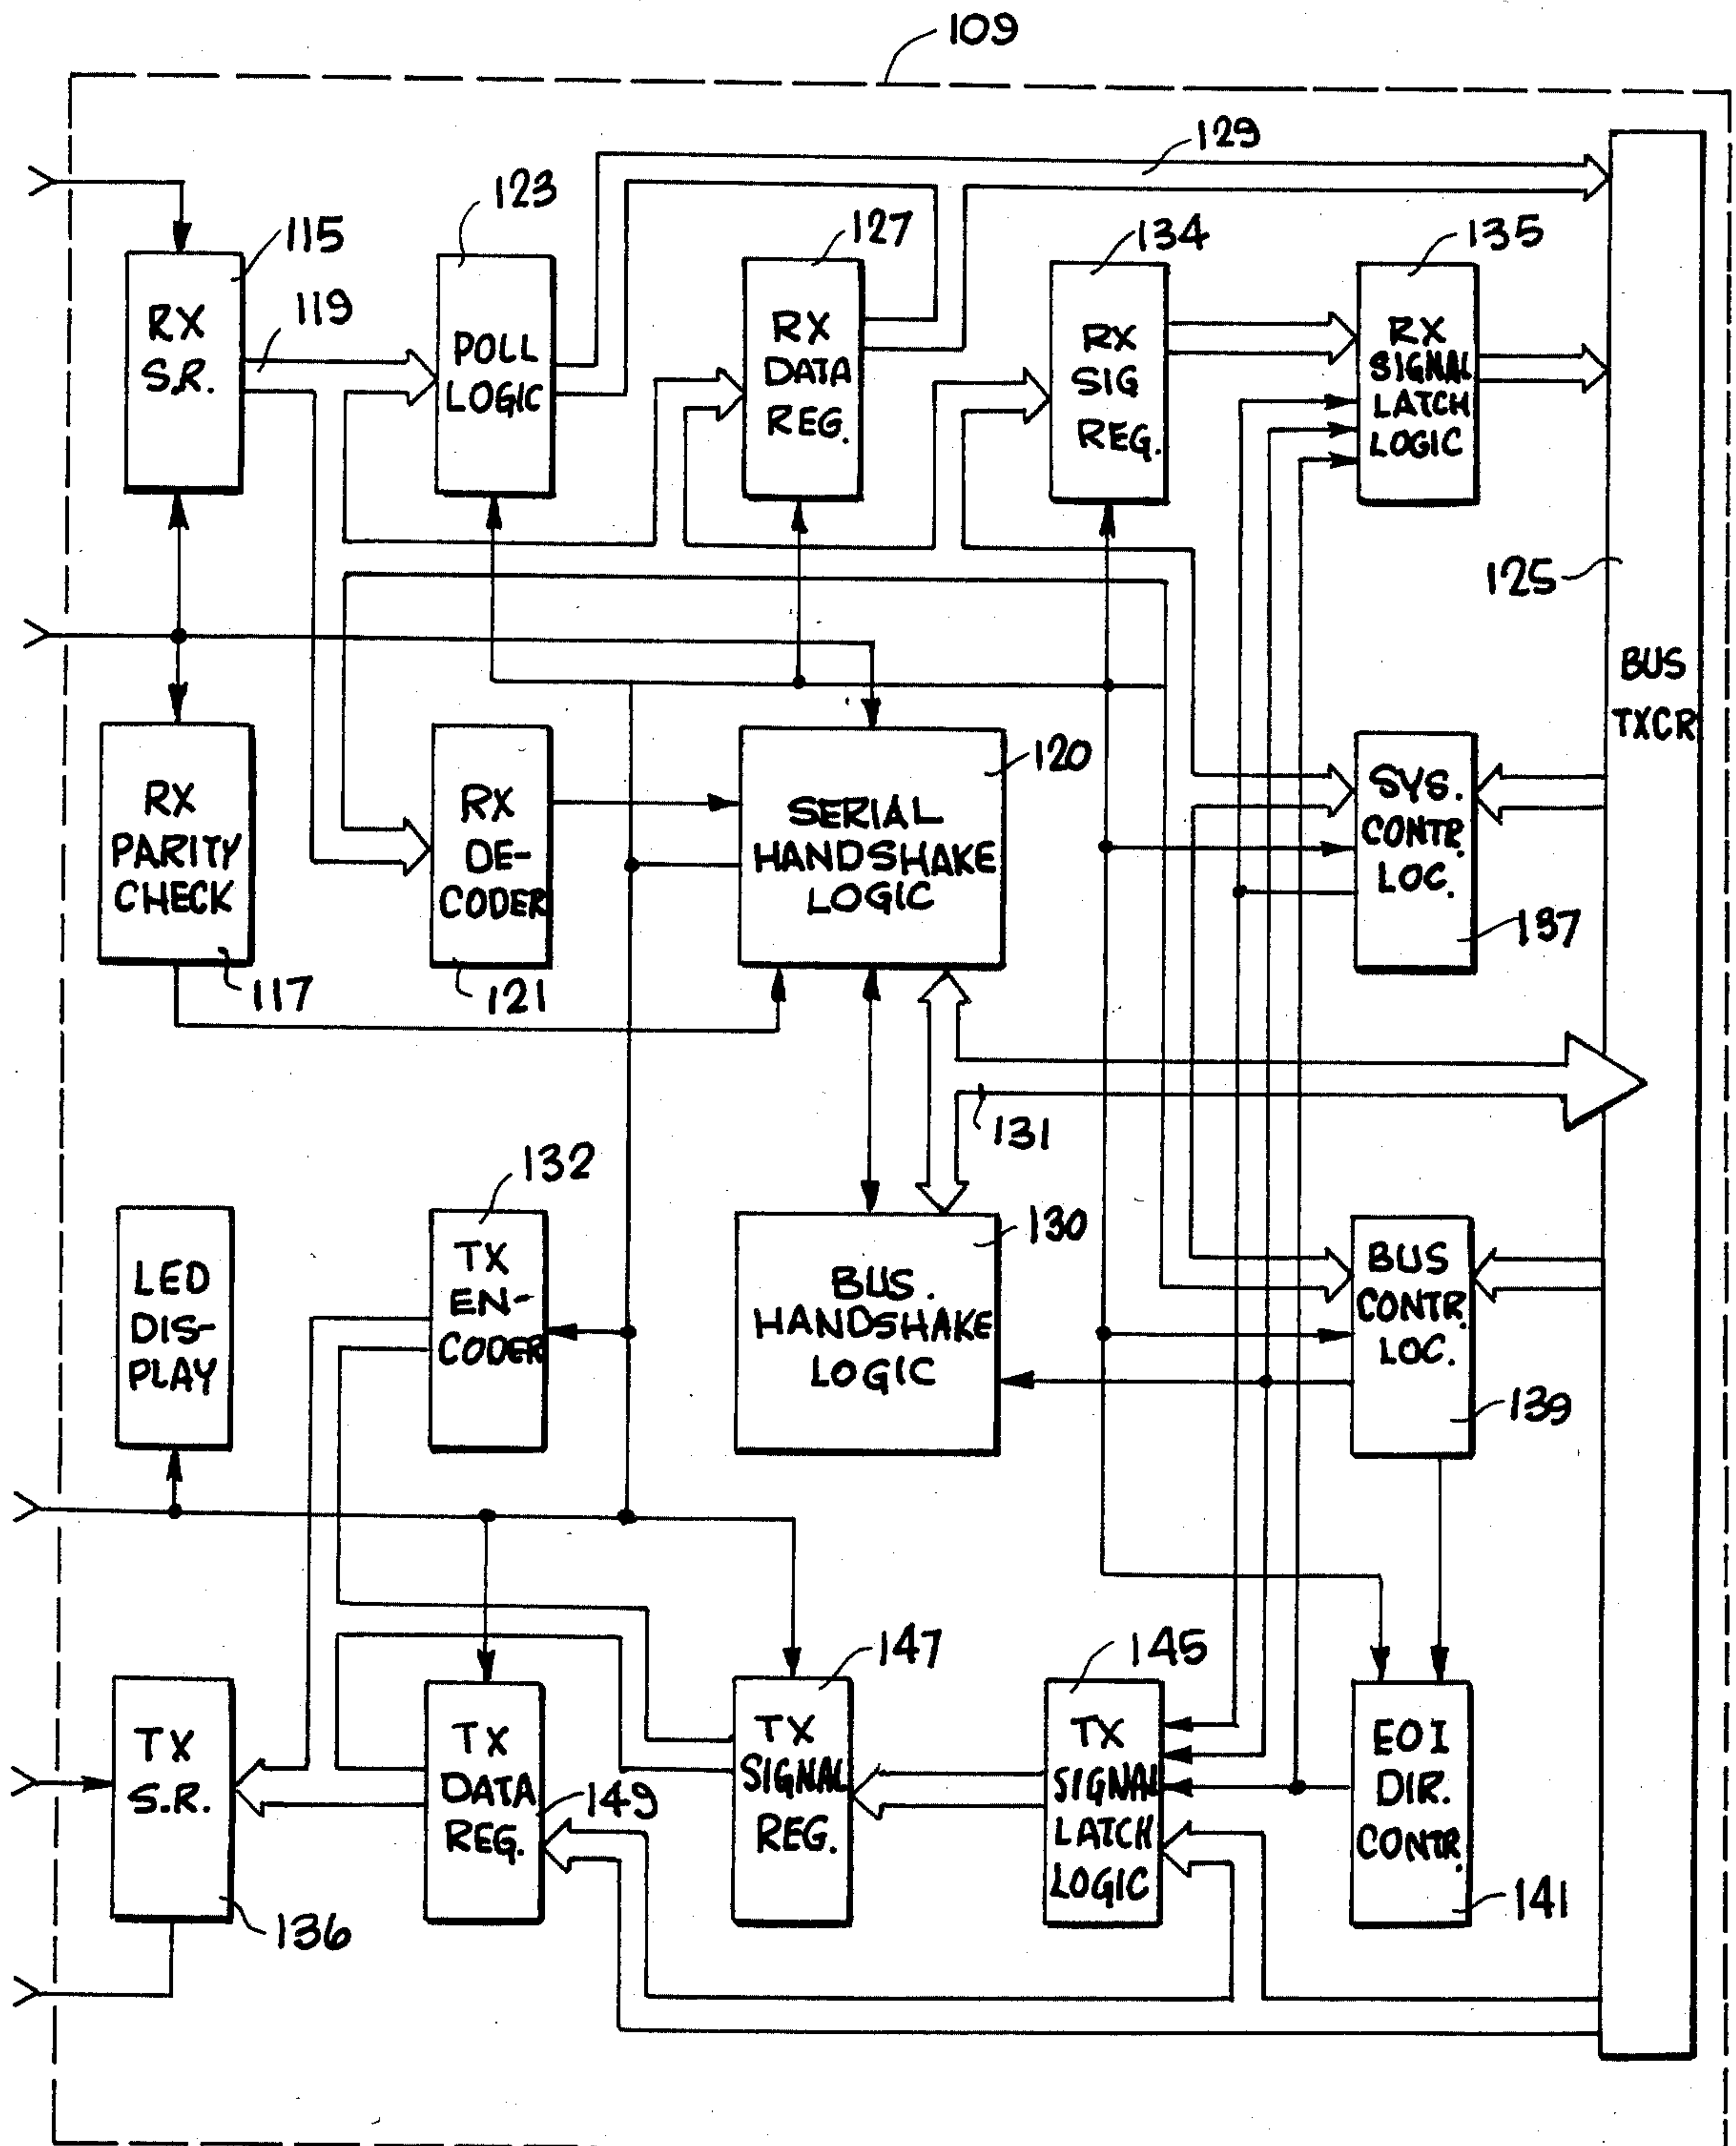 109
129
123
115
127
134
135
119
RX
S.R.
POLL
LOGIC
RX
DATA
REG.
RX
SIG
REG.
RX
SIGNAL
LATCH
LOGIC
125
BUS
TXCR
120
RX
PARITY
CHECK
RX
DE-
CODER
SERIAL
HANDSHAKE
LOGIC
SYS.
CONTR.
LOC.
137
117
121
131
132
130
LED
DIS-
PLAY
TX
EN-
CODER
BUS.
HANDSHAKE
LOGIC
BUS
CONTR.
LOC.
139
147
145
TX
S.R.
TX
DATA
REG.
149
TX
SIGNAL
REG.
TX
SIGNAL
LATCH
LOGIC
EOI
DIR.
CONTR.
136
141